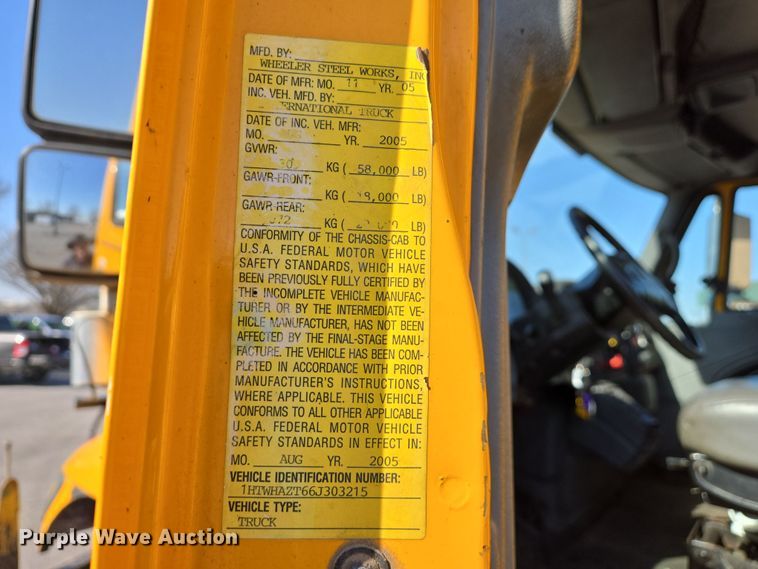 MFD. BY:
WHEELER STEEL WORKS, INC
DATE OF MFR: MO. 11 YR. 05
INC. VEH. MFD. BY:
ERNATIONAL TRUCK
DATE OF INC. VEH. MFR:
MO. YR. 2005
GVWR:
30 KG ( 58,000 LB)
GAWR-FRONT:
KG ( 18,000 LB)
GAWR-REAR:
KG ( LB)
CONFORMITY OF THE CHASSIS-CAB TO
U.S.A. FEDERAL MOTOR VEHICLE
SAFETY STANDARDS, WHICH HAVE
BEEN PREVIOUSLY FULLY CERTIFIED BY
THE INCOMPLETE VEHICLE MANUFAC-
TURER OR BY THE INTERMEDIATE VE-
HICLE MANUFACTURER, HAS NOT BEEN
AFFECTED BY THE FINAL-STAGE MANU-
FACTURE. THE VEHICLE HAS BEEN COM-
PLETED IN ACCORDANCE WITH PRIOR
MANUFACTURER'S INSTRUCTIONS,
WHERE APPLICABLE. THIS VEHICLE
CONFORMS TO ALL OTHER APPLICABLE
U.S.A. FEDERAL MOTOR VEHICLE
SAFETY STANDARDS IN EFFECT IN:
MO. AUG YR. 2005
VEHICLE IDENTIFICATION NUMBER:
1HTWHAZT66J303215
VEHICLE TYPE:
TRUCK
Purple Wave Auction